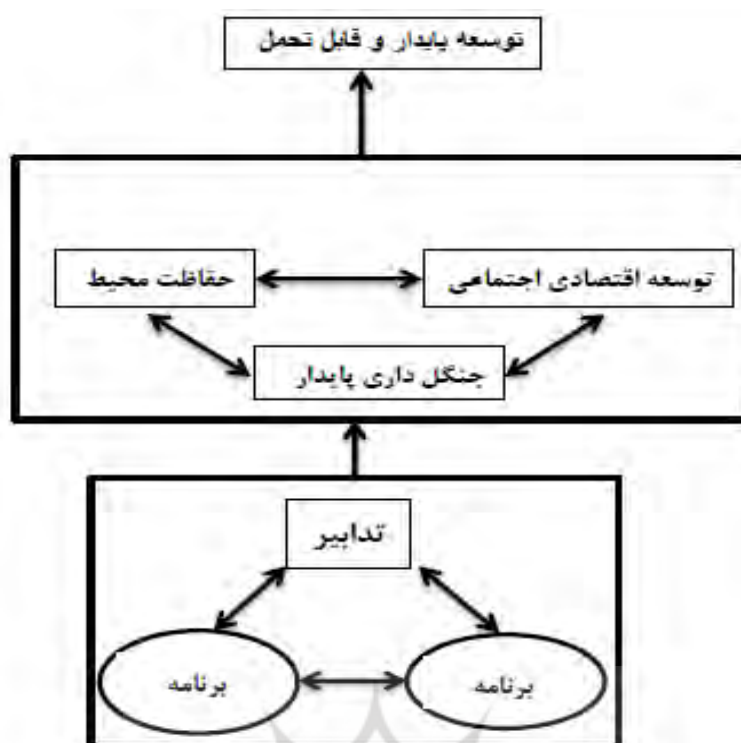 توسعه پایدار و قابل تحمل
توسعه اقتصادی اجتماعی
حفاظت محیط
جنگل داری پایدار
تدابیر
برنامه
برنامه